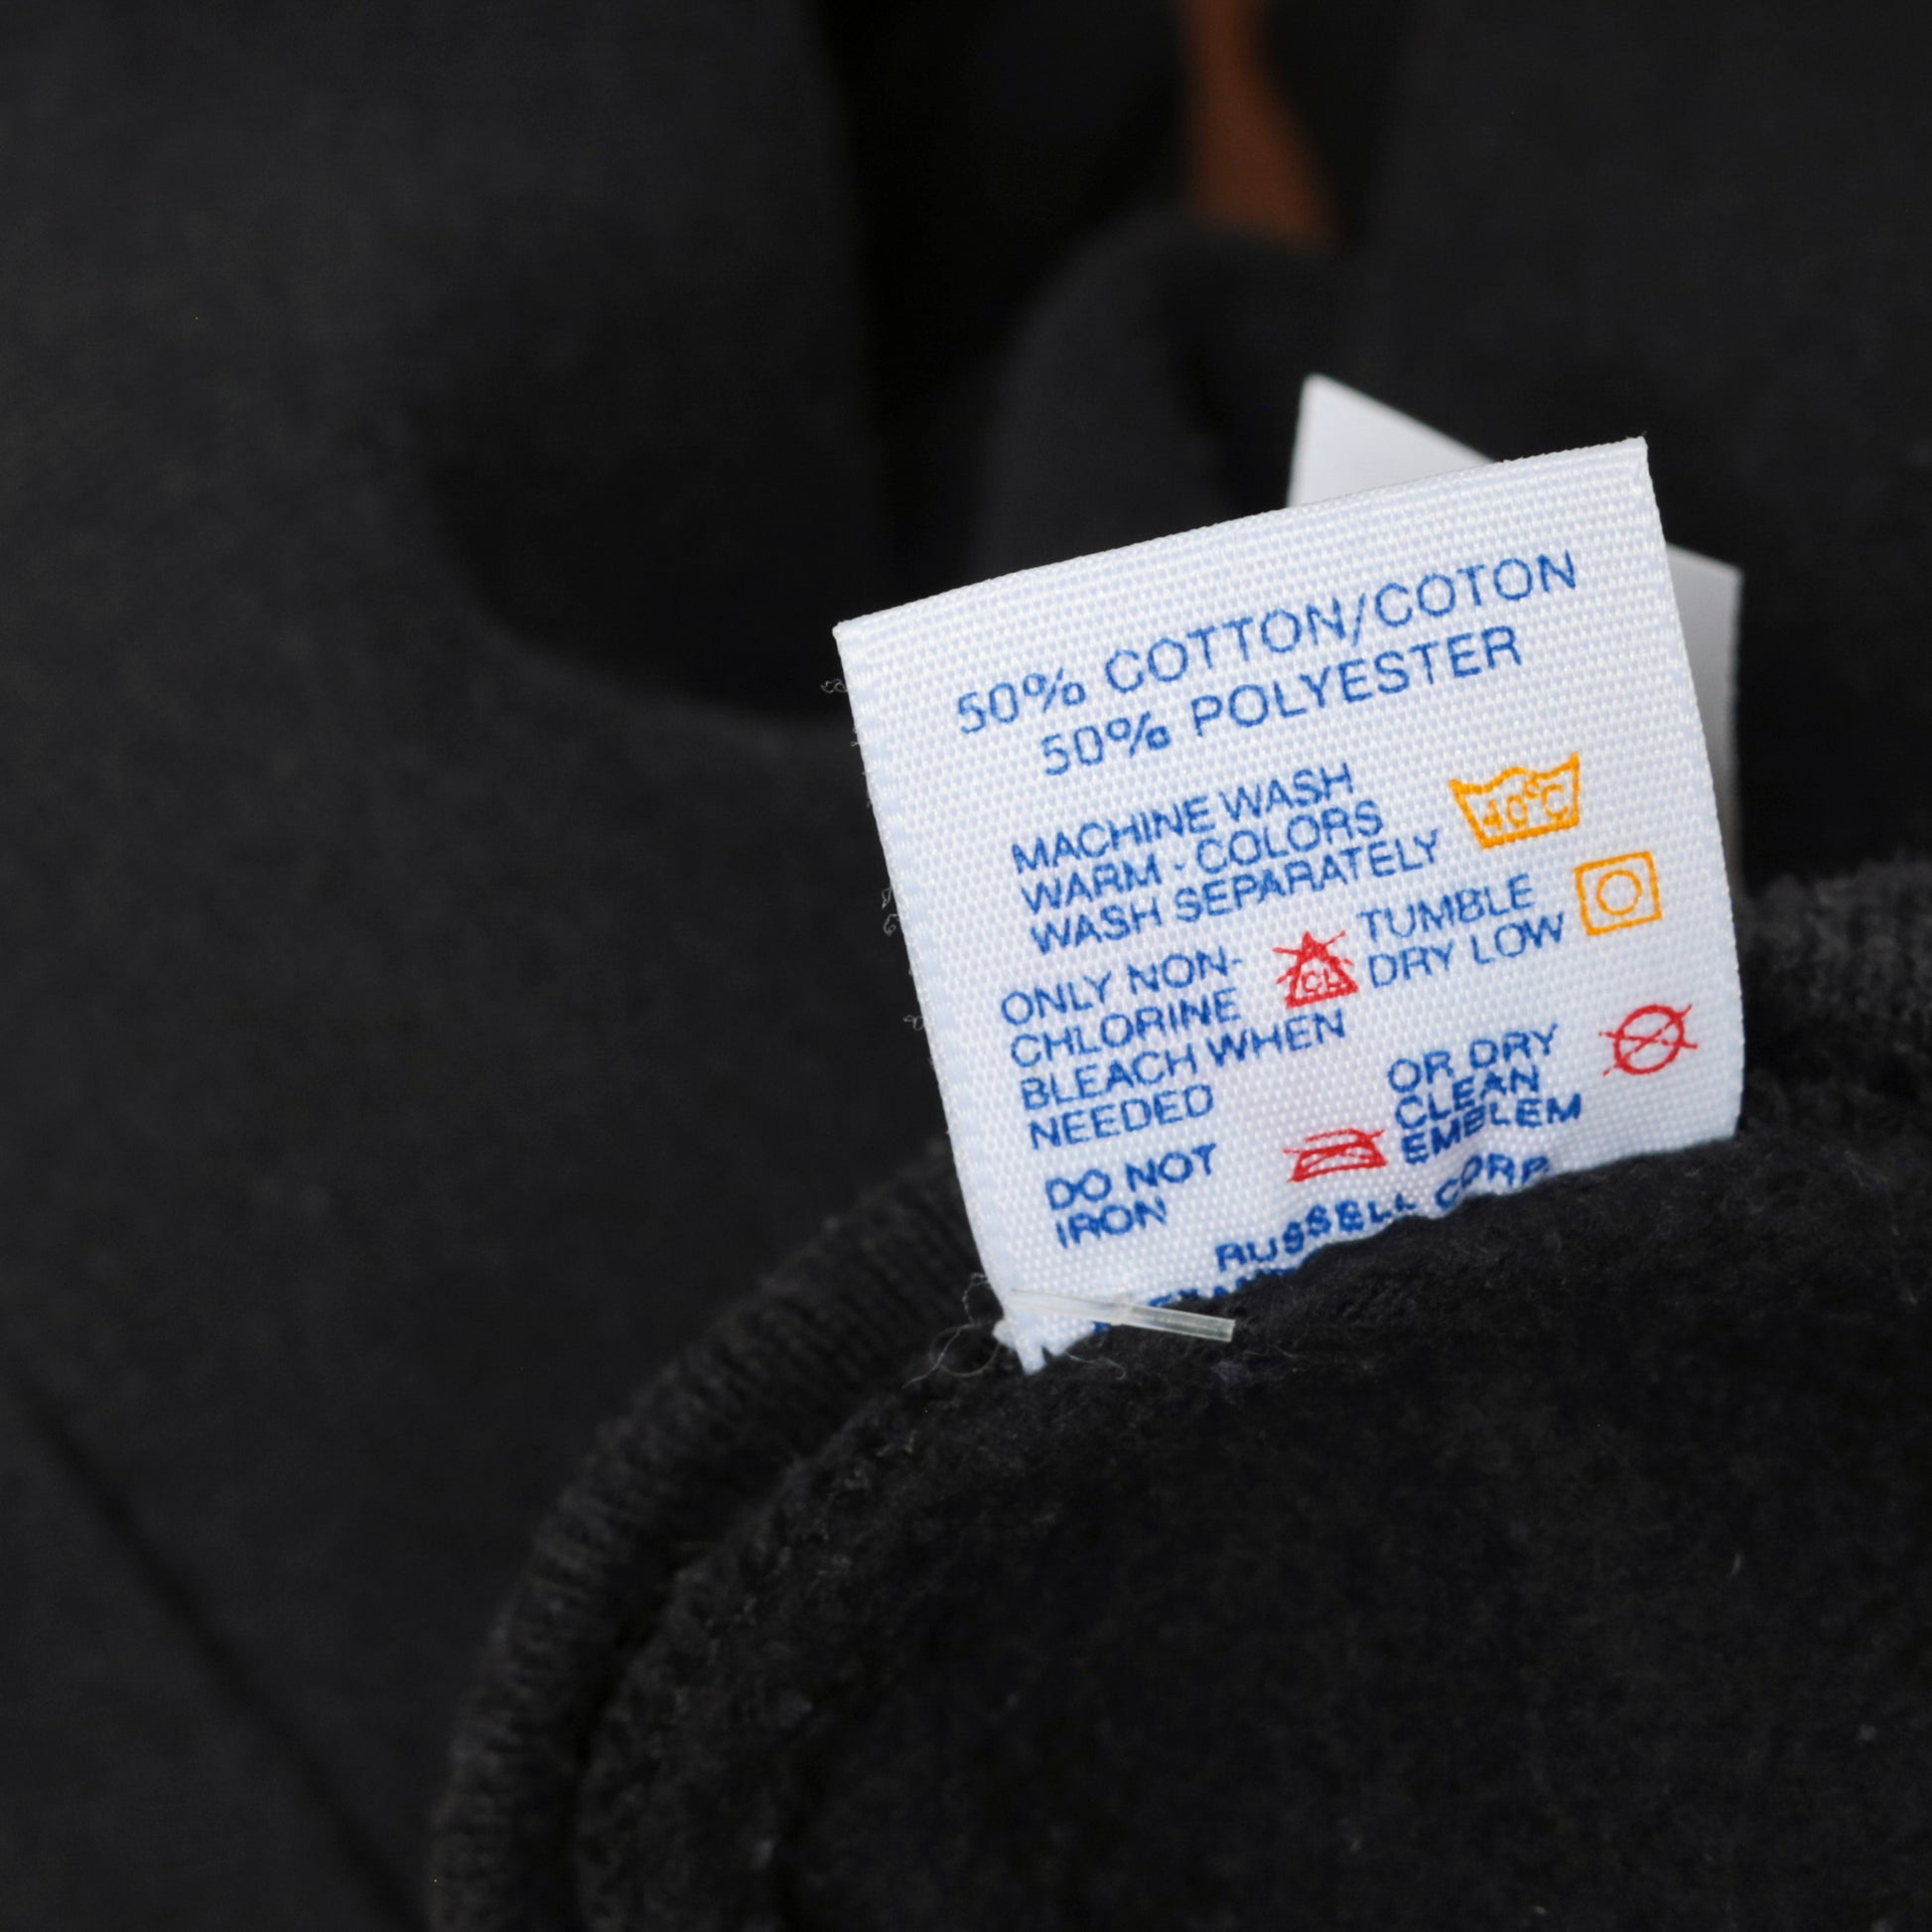 50% COTTON/COTON
50% POLYESTER
MACHINE WASH
WARM - COLORS
WASH SEPARATELY
40°C
ONLY NON-
CHLORINE
BLEACH WHEN
NEEDED
CL
TUMBLE
DRY LOW
DO NOT
IRON
OR DRY
CLEAN
EMBLEM
RUSSELL CORP.